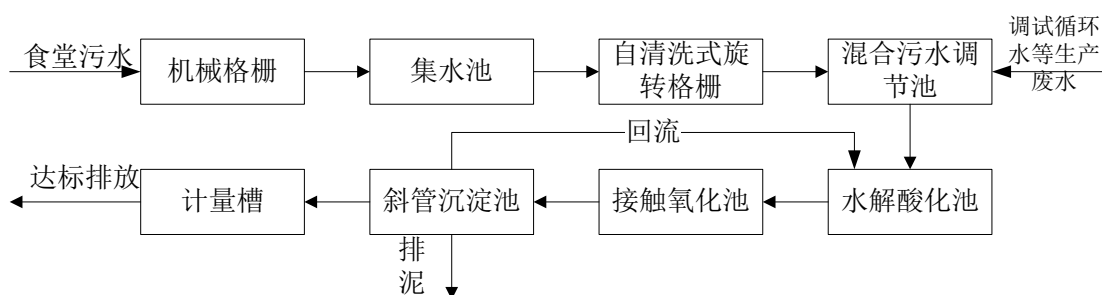 食堂污水
机械格栅
集水池
自清洗式旋
转格栅
混合污水调
节池
调试循环
水等生产
废水
回流
达标排放
计量槽
斜管沉淀池
接触氧化池
水解酸化池
排
泥